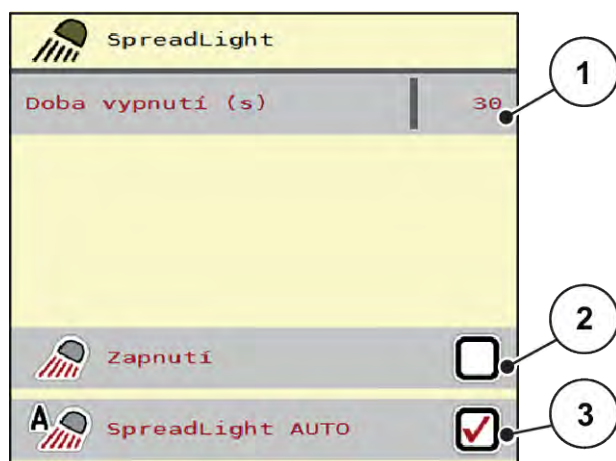 SpreadLight
Doba vypnutí (s) 30
1
Zapnutí
2
A
SpreadLight AUTO
3